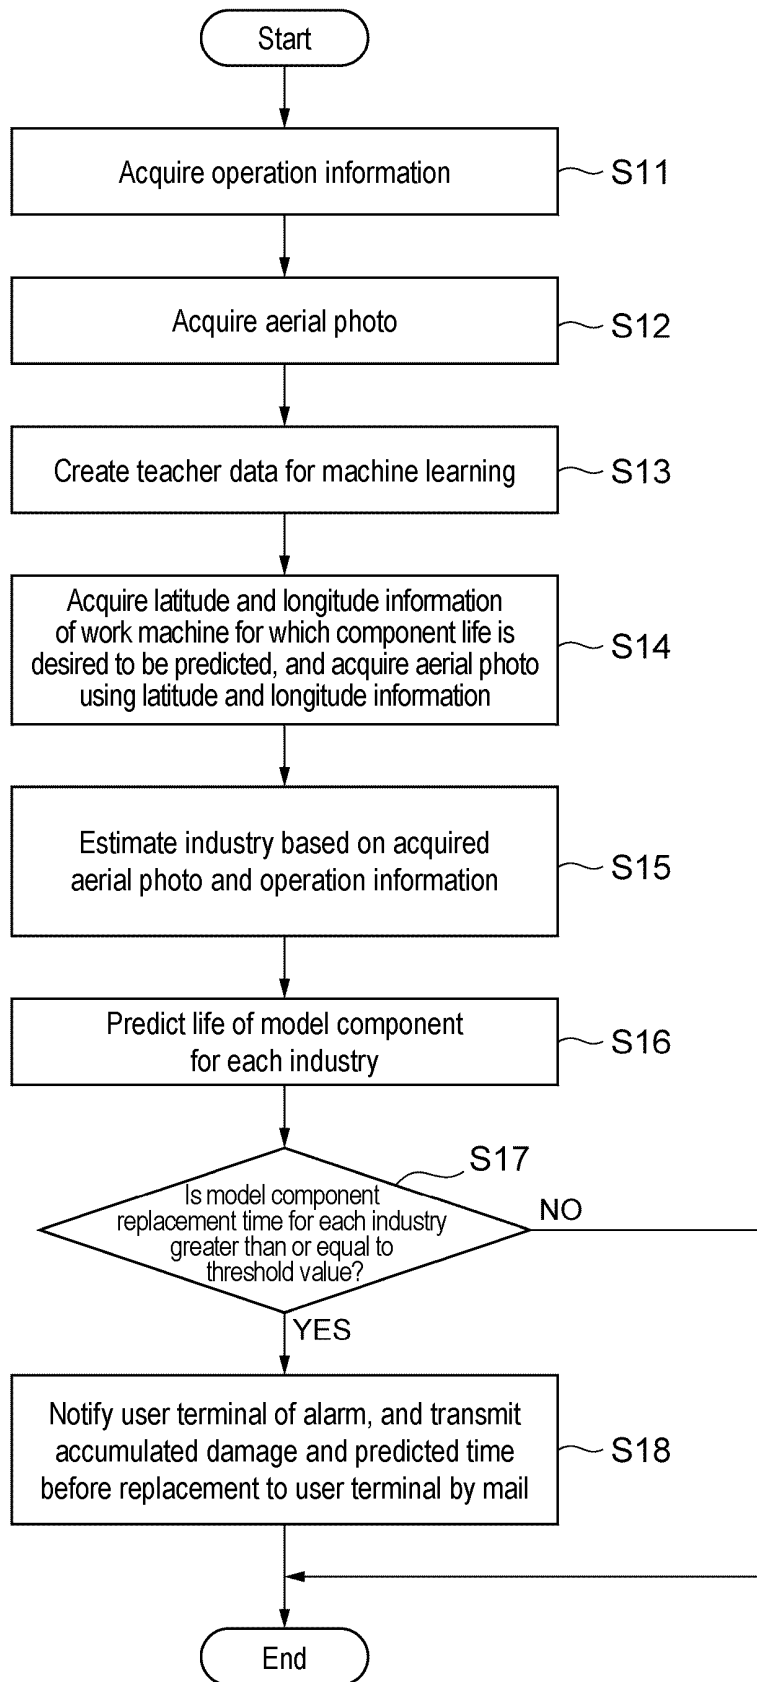 Start
Acquire operation information
S11
Acquire aerial photo
S12
Create teacher data for machine learning
S13
Acquire latitude and longitude information
of work machine for which component life is
desired to be predicted, and acquire aerial photo
using latitude and longitude information
S14
Estimate industry based on acquired
aerial photo and operation information
S15
Predict life of model component
for each industry
S16
S17
Is model component
replacement time for each industry
greater than or equal to
threshold value?
NO
YES
Notify user terminal of alarm, and transmit
accumulated damage and predicted time
before replacement to user terminal by mail
S18
End